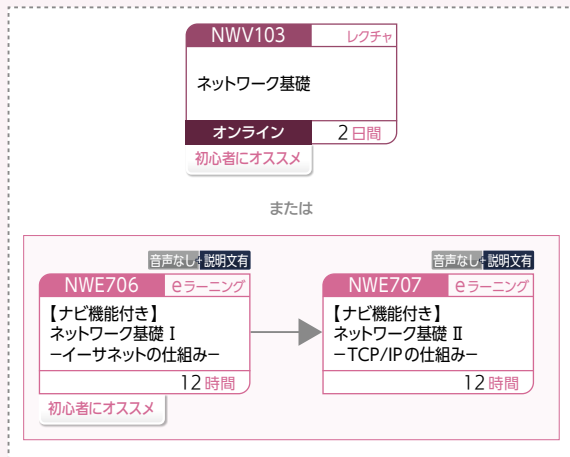 NWV103 レクチャ
ネットワーク基礎
オンライン 2日間
初心者にオススメ
または
音声なし+説明文有
NWE706 eラーニング
【ナビ機能付き】
ネットワーク基礎 Ⅰ
−イーサネットの仕組み−
12時間
初心者にオススメ
音声なし+説明文有
NWE707 eラーニング
【ナビ機能付き】
ネットワーク基礎 Ⅱ
−TCP/IPの仕組み−
12時間